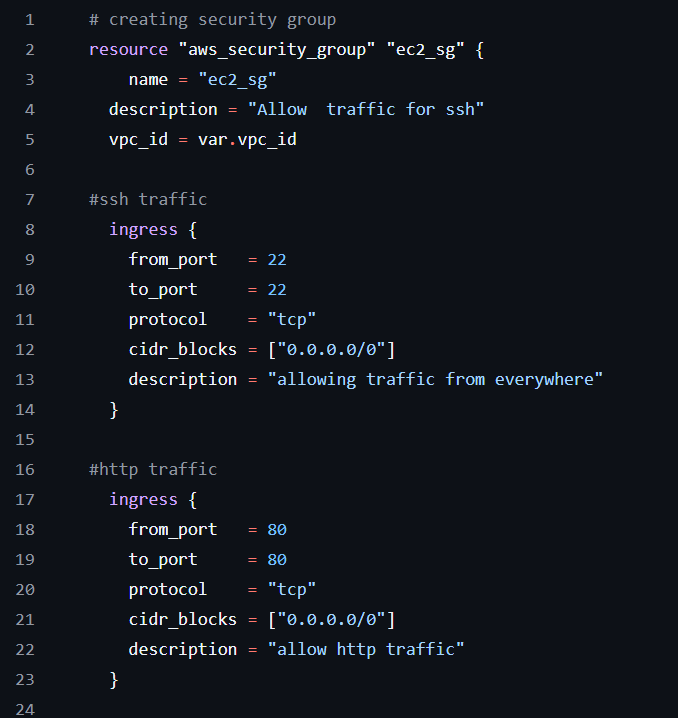 1 # creating security group
2 resource "aws_security_group" "ec2_sg" {
3 name = "ec2_sg"
4 description = "Allow  traffic for ssh"
5 vpc_id = var.vpc_id
6
7 #ssh traffic
8 ingress {
9 from_port   = 22
10 to_port     = 22
11 protocol    = "tcp"
12 cidr_blocks = ["0.0.0.0/0"]
13 description = "allowing traffic from everywhere"
14 }
15
16 #http traffic
17 ingress {
18 from_port   = 80
19 to_port     = 80
20 protocol    = "tcp"
21 cidr_blocks = ["0.0.0.0/0"]
22 description = "allow http traffic"
23 }
24